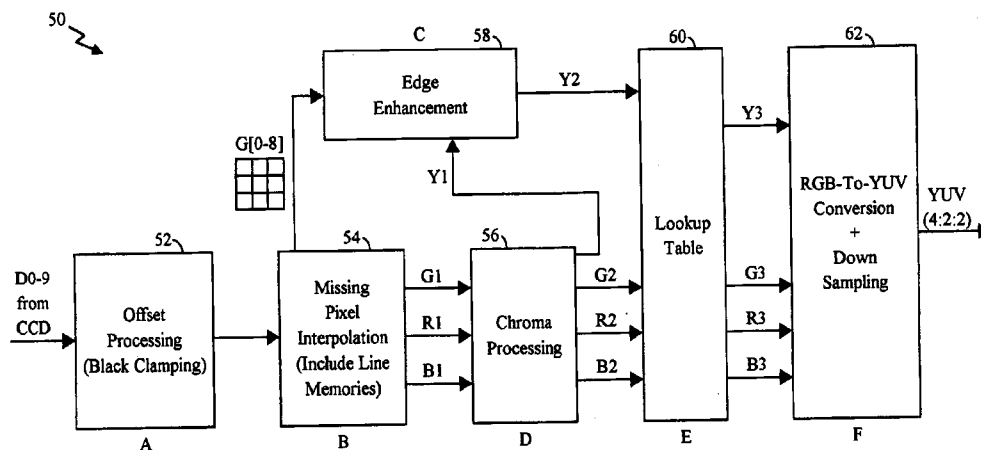 50
C
58
60
62
Edge
Enhancement
Y2
Y3
G[0-8]
Y1
RGB-To-YUV
Conversion
+
Down
Sampling
YUV
(4:2:2)
Lookup
Table
52
54
56
D0-9
from
CCD
Offset
Processing
(Black Clamping)
Missing
Pixel
Interpolation
(Include Line
Memories)
G1
R1
B1
Chroma
Processing
G2
R2
B2
G3
R3
B3
A
B
D
E
F